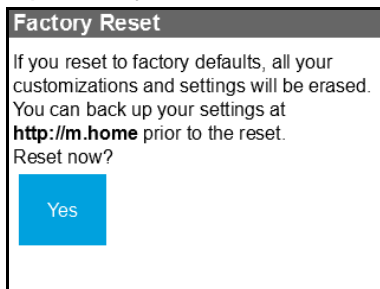 Factory Reset
If you reset to factory defaults, all your
customizations and settings will be erased.
You can back up your settings at
http://m.home prior to the reset.
Reset now?
Yes